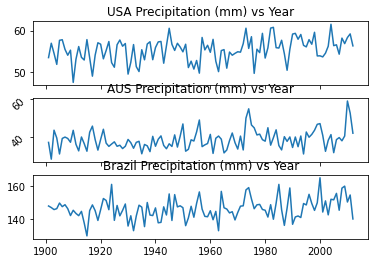 USA Precipitation (mm) vs Year
60
50
AUS Precipitation (mm) vs Year
60
40
Brazil Precipitation (mm) vs Year
160
140
1900 1920 1940 1960 1980 2000